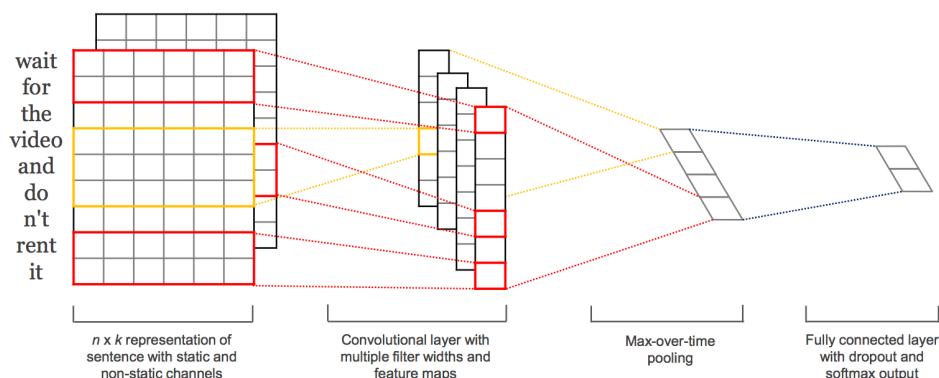 wait
for
the
video
and
do
n't
rent
it
n x k representation of
sentence with static and
non-static channels
Convolutional layer with
multiple filter widths and
feature maps
Max-over-time
pooling
Fully connected layer
with dropout and
softmax output